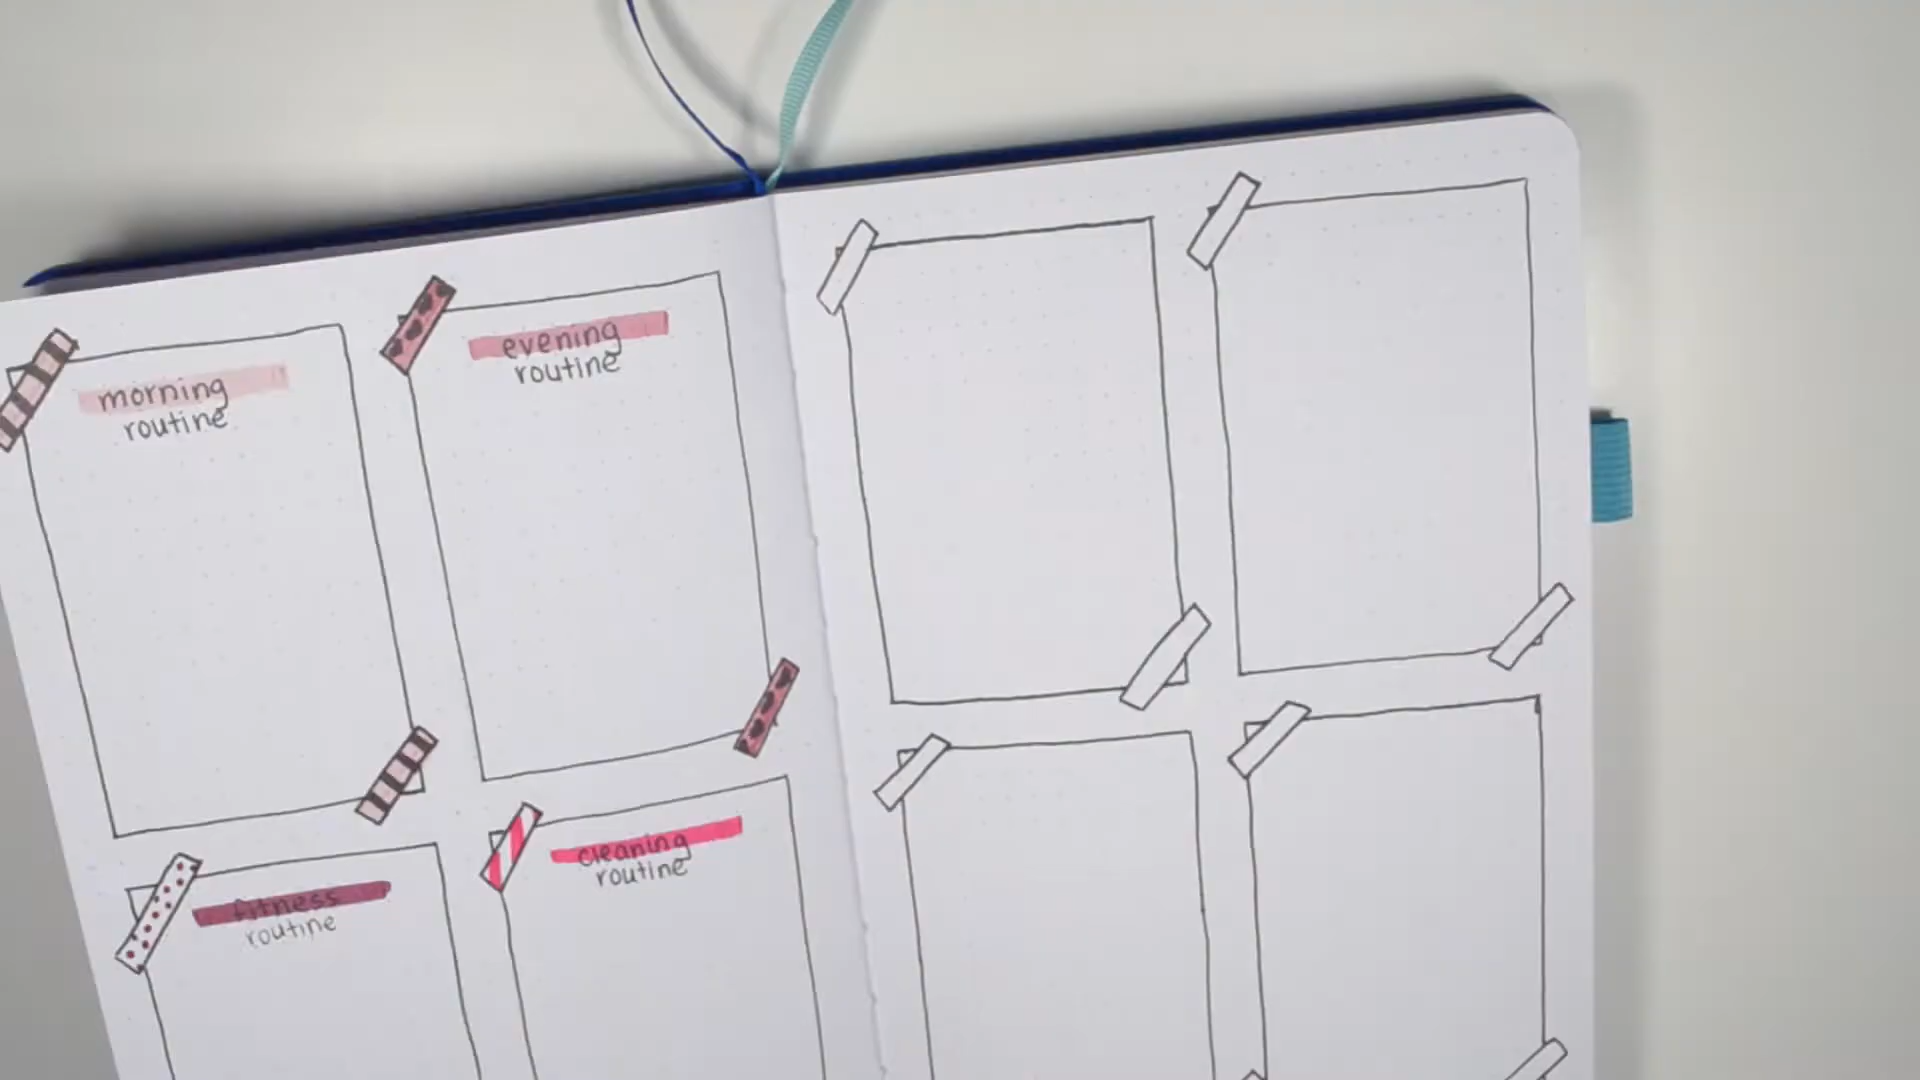 morning
routine
evening
routine
fitness
routine
cleaning
routine